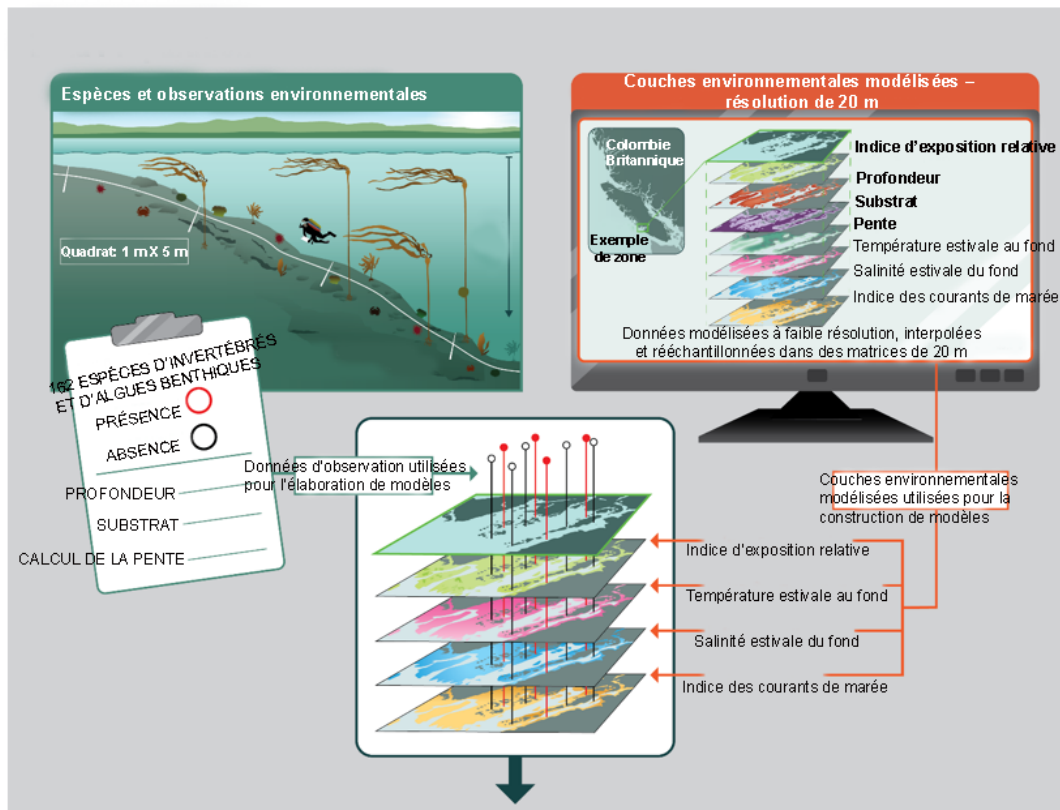 Espèces et observations environnementales
Quadrat: 1 m X 5 m
Couches environnementales modélisées –
résolution de 20 m
Colombie
Britannique
Exemple
de zone
Indice d'exposition relative
Profondeur
Substrat
Pente
Température estivale au fond
Salinité estivale du fond
Indice des courants de marée
Données modélisées à faible résolution, interpolées
et rééchantillonnées dans des matrices de 20 m
162 ESPÈCES D'INVERTÉBRÉS
ET D'ALGUES BENTHIQUES
PRÉSENCE
ABSENCE
PROFONDEUR
SUBSTRAT
CALCUL DE LA PENTE
Données d'observation utilisées
pour l'élaboration de modèles
Couches environnementales
modélisées utilisées pour la
construction de modèles
Indice d'exposition relative
Température estivale au fond
Salinité estivale du fond
Indice des courants de marée